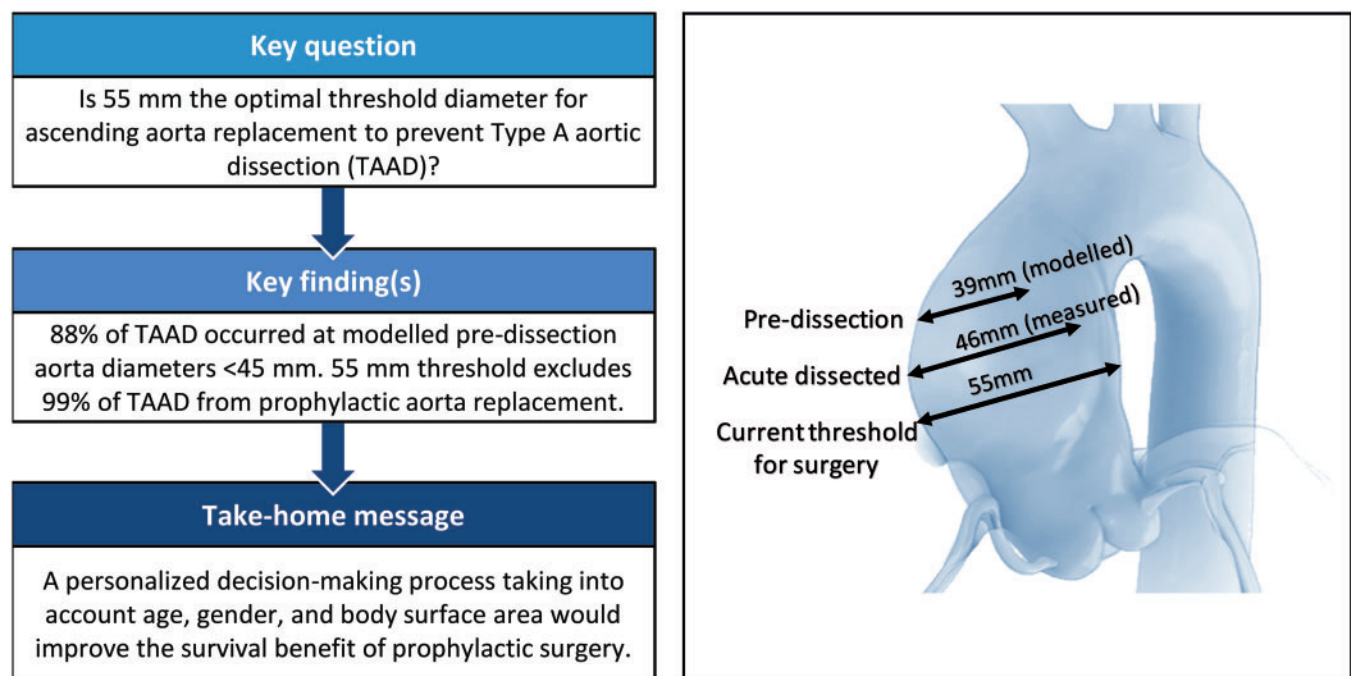 Key question
Is 55 mm the optimal threshold diameter for
ascending aorta replacement to prevent Type A aortic
dissection (TAAD)?
Key finding(s)
88% of TAAD occurred at modelled pre-dissection
aorta diameters <45 mm. 55 mm threshold excludes
99% of TAAD from prophylactic aorta replacement.
Take-home message
A personalized decision-making process taking into
account age, gender, and body surface area would
improve the survival benefit of prophylactic surgery.
39mm (modelled)
Pre-dissection
46mm (measured)
Acute dissected
55mm
Current threshold
for surgery